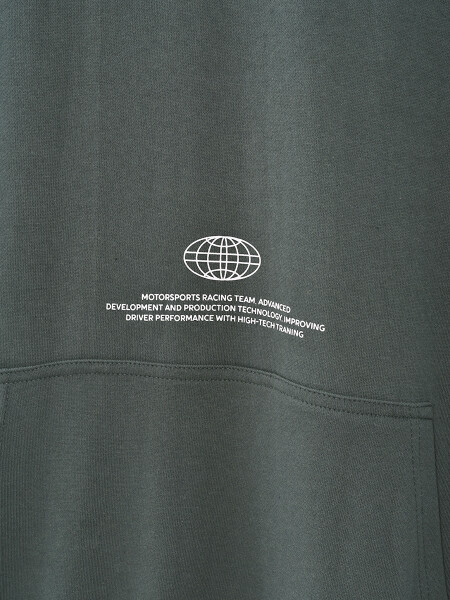 MOTORSPORTS RACING TEAM, ADVANCED
DEVELOPMENT AND PRODUCTION TECHNOLOGY, IMPROVING
DRIVER PERFORMANCE WITH HIGH-TECH TRANING